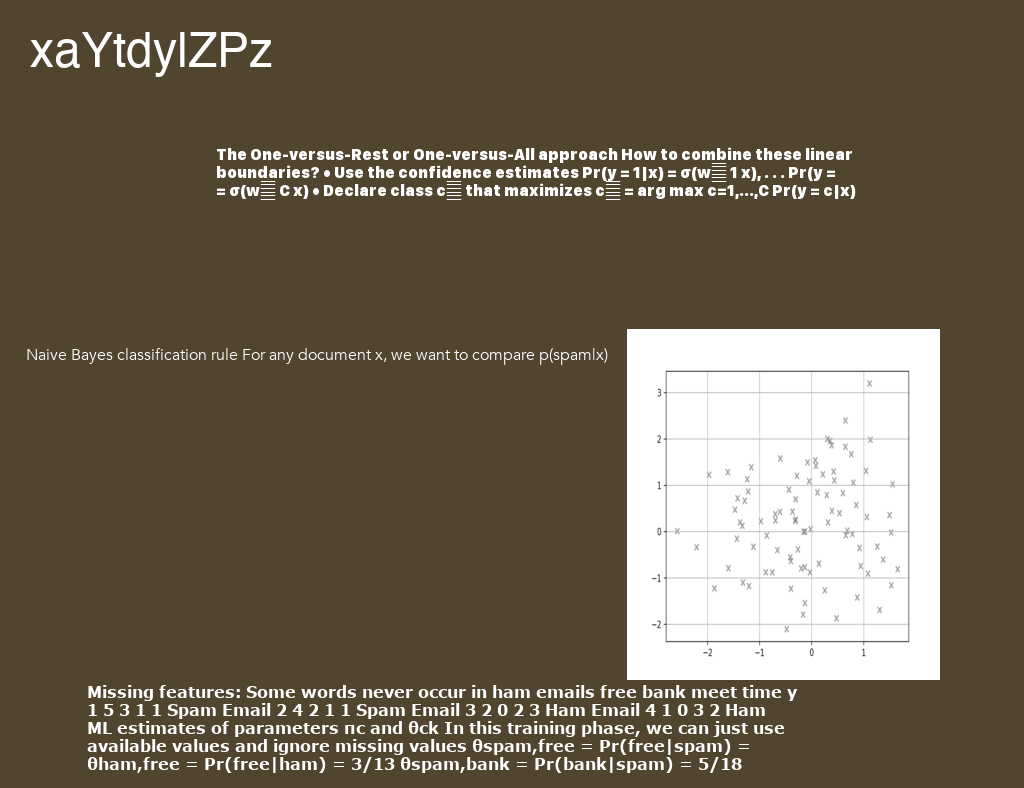 xaYtdylZPz
The One-versus-Rest or One-versus-All approach How to combine these linear
boundaries? • Use the confidence estimates Pr(y = 1|x) = σ(w 1 x), . . . Pr(y =
= σ(w C x) • Declare class c that maximizes c = arg max c=1,...,C Pr(y = c|x)
Naive Bayes classification rule For any document x, we want to compare p(spam|x)
3
2
1
0
−1
−2
−2 −1 0 1
Missing features: Some words never occur in ham emails free bank meet time y
1 5 3 1 1 Spam Email 2 4 2 1 1 Spam Email 3 2 0 2 3 Ham Email 4 1 0 3 2 Ham
ML estimates of parameters πc and θck In this training phase, we can just use
available values and ignore missing values θspam,free = Pr(free|spam) =
θham,free = Pr(free|ham) = 3/13 θspam,bank = Pr(bank|spam) = 5/18